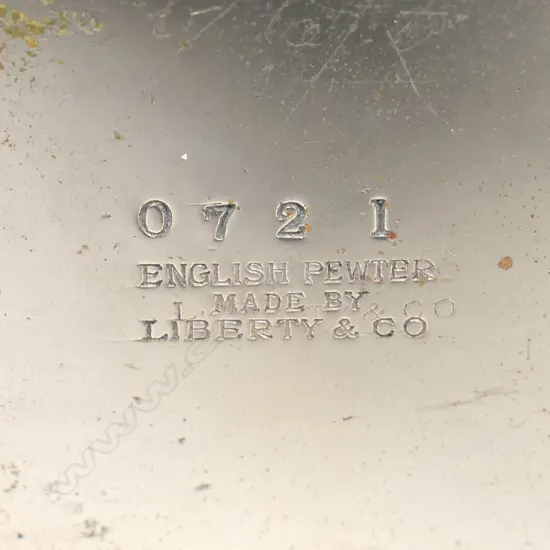 0721
ENGLISH PEWTER
MADE BY
LIBERTY & CO